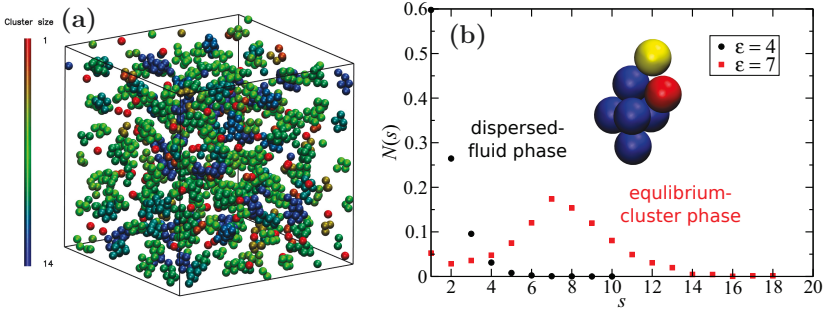 Cluster size
1
14
(a)
(b)
N(s)
0.6
0.5
0.4
0.3
0.2
0.1
0
ε = 4
ε = 7
dispersed-
fluid phase
equlibrium-
cluster phase
2 4 6 8 10 12 14 16 18 20
s